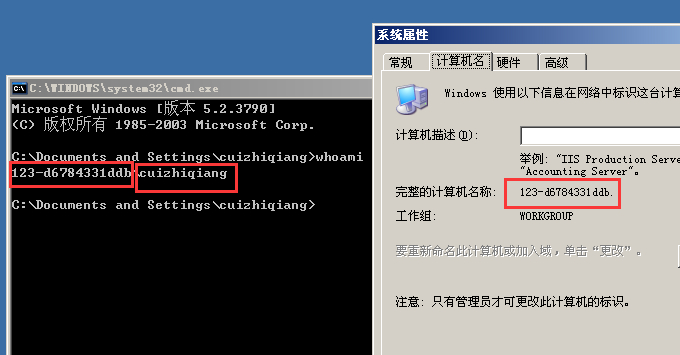 C:\WINDOWS\system32\cmd.exe
Microsoft Windows [版本 5.2.3790]
(C) 版权所有 1985-2003 Microsoft Corp.
C:\Documents and Settings\cuizhiqiang>whoami
123-d6784331ddb\cuizhiqiang
C:\Documents and Settings\cuizhiqiang>
系统属性
常规 计算机名 硬件 高级
Windows 使用以下信息在网络中标识这台计算
计算机描述(D):
举例: "IIS Production Serve
"Accounting Server"。
完整的计算机名称: 123-d6784331ddb.
工作组: WORKGROUP
要重新命名此计算机或加入域，单击“更改”。
注意: 只有管理员才可更改此计算机的标识。